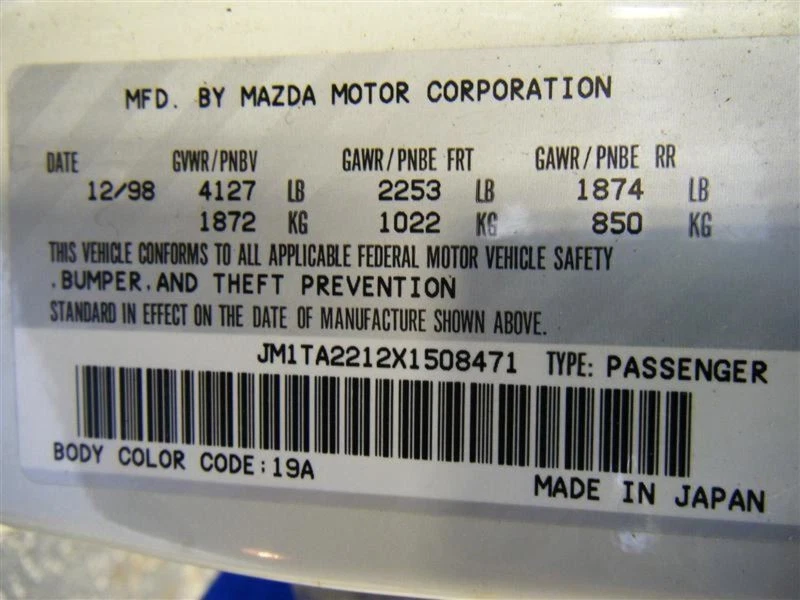 MFD. BY MAZDA MOTOR CORPORATION
DATE GVWR/PNBV GAWR/PNBE FRT GAWR/PNBE RR
12/98 4127 LB 2253 LB 1874 LB
1872 KG 1022 KG 850 KG
THIS VEHICLE CONFORMS TO ALL APPLICABLE FEDERAL MOTOR VEHICLE SAFETY
.BUMPER.AND THEFT PREVENTION
STANDARD IN EFFECT ON THE DATE OF MANUFACTURE SHOWN ABOVE.
JM1TA2212X1508471 TYPE: PASSENGER
BODY COLOR CODE:19A
MADE IN JAPAN